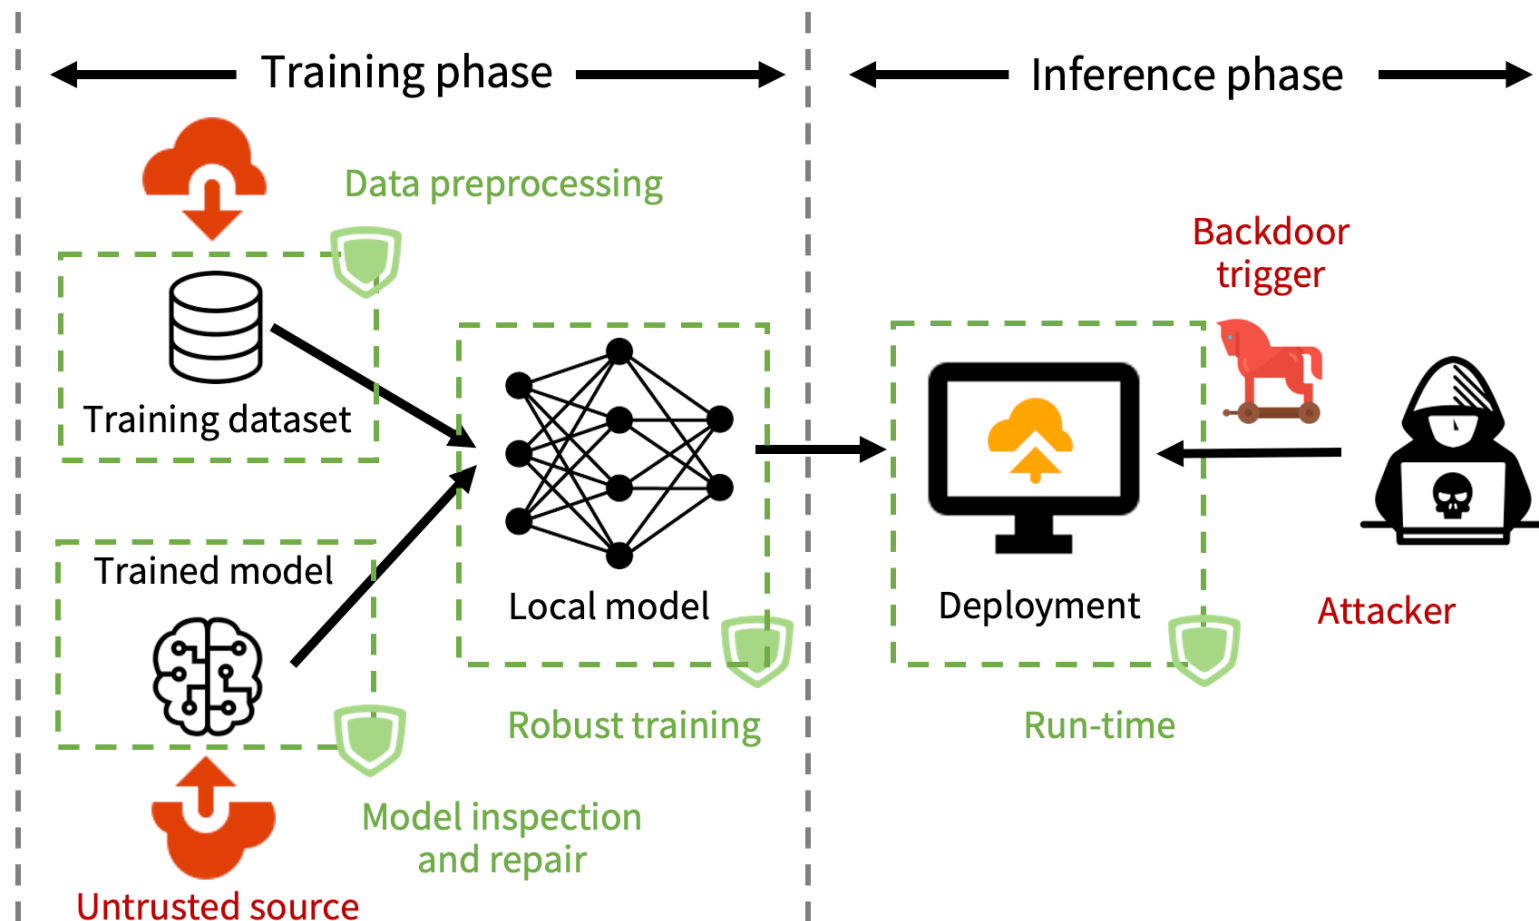 Training phase
Inference phase
Data preprocessing
Backdoor
trigger
Training dataset
Trained model
Local model
Deployment
Attacker
Robust training
Run-time
Model inspection
and repair
Untrusted source